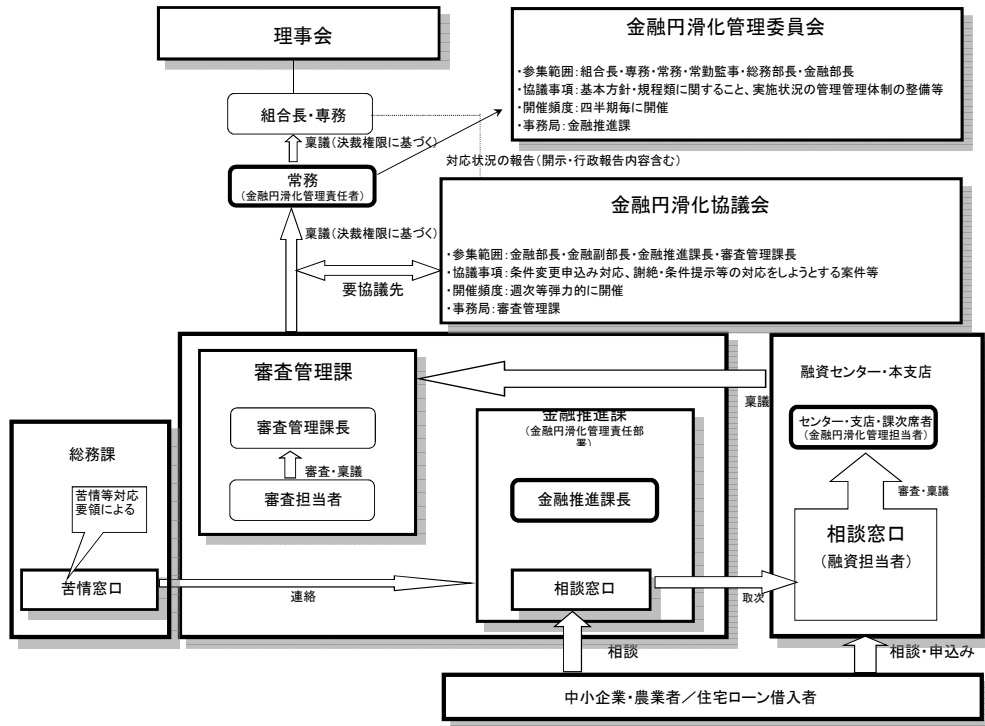 理事会
金融円滑化管理委員会
・参集範囲:組合長・専務・常務・常勤監事・総務部長・金融部長
・協議事項:基本方針・規程類に関すること、実施状況の管理管理体制の整備等
・開催頻度:四半期毎に開催
・事務局:金融推進課
組合長・専務
稟議(決裁権限に基づく)
対応状況の報告(開示・行政報告内容含む)
常務
(金融円滑化管理責任者)
稟議(決裁権限に基づく)
要協議先
金融円滑化協議会
・参集範囲:金融部長・金融副部長・金融推進課長・審査管理課長
・協議事項:条件変更申込み対応、謝絶・条件提示等の対応をしようとする案件等
・開催頻度:週次等弾力的に開催
・事務局:審査管理課
審査管理課
審査管理課長
審査・稟議
審査担当者
稟議
融資センター・本支店
センター・支店・課次席者
(金融円滑化管理担当者)
審査・稟議
相談窓口
(融資担当者)
金融推進課
(金融円滑化管理責任部
署)
金融推進課長
相談窓口
取次
総務課
苦情等対応
要領による
苦情窓口
連絡
相談
相談・申込み
中小企業・農業者/住宅ローン借入者